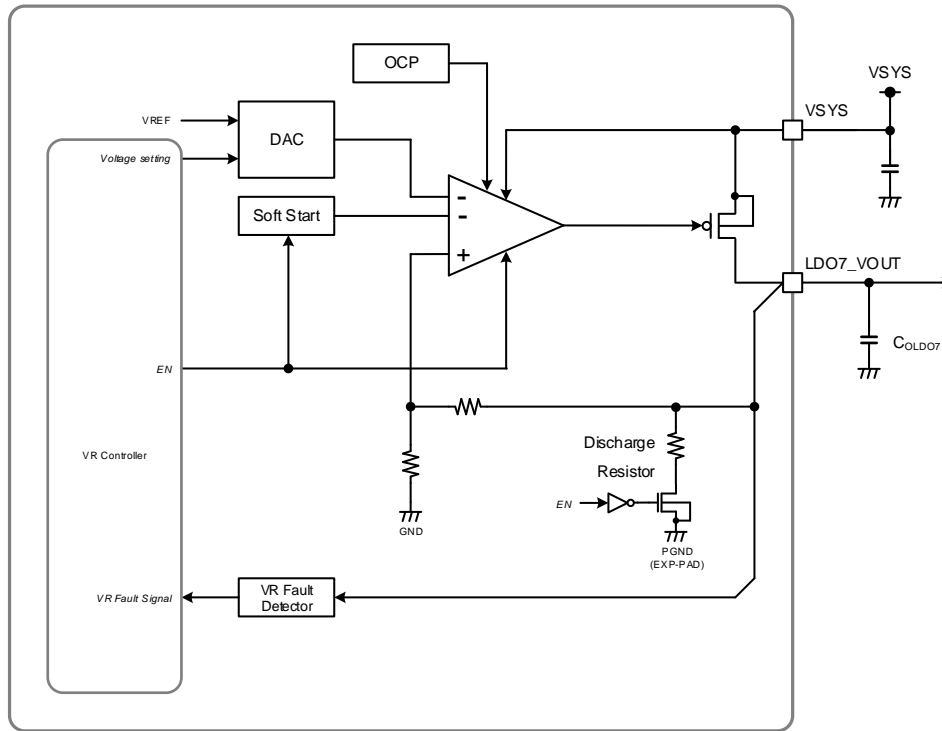 OCP
VSYS
VSYS
VREF
DAC
Voltage setting
-
Soft Start
-
+
LDO7_VOUT
COLDO7
EN
Discharge
Resistor
VR Controller
EN
GND
PGND
(EXP-PAD)
VR Fault Signal
VR Fault
Detector